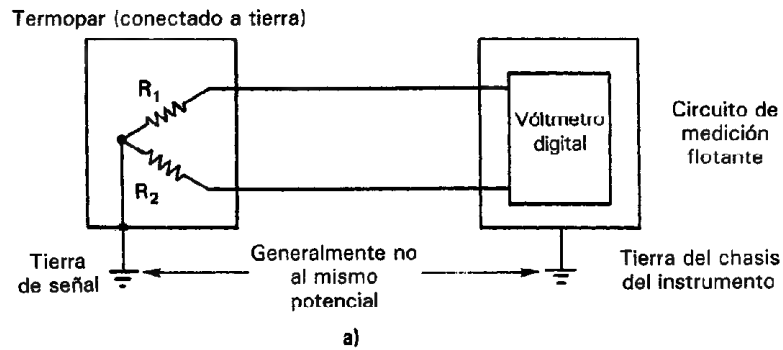 Termopar (conectado a tierra)
R1
R2
Vóltmetro
digital
Circuito de
medición
flotante
Tierra
de señal
Generalmente no
al mismo
potencial
Tierra del chasis
del instrumento
a)